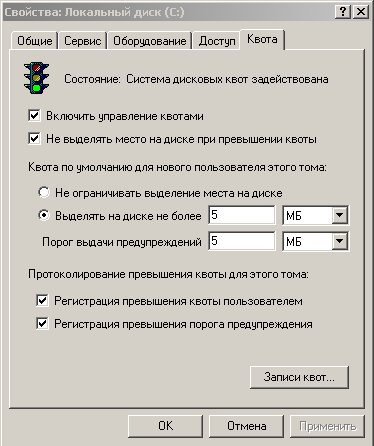 Свойства: Локальный диск (C:)
Общие Сервис Оборудование Доступ Квота
Состояние: Система дисковых квот задействована
Включить управление квотами
Не выделять место на диске при превышении квоты
Квота по умолчанию для нового пользователя этого тома:
Не ограничивать выделение места на диске
Выделять на диске не более 5 МБ
Порог выдачи предупреждений 5 МБ
Протоколирование превышения квоты для этого тома:
Регистрация превышения квоты пользователем
Регистрация превышения порога предупреждения
Записи квот...
OK Отмена Применить